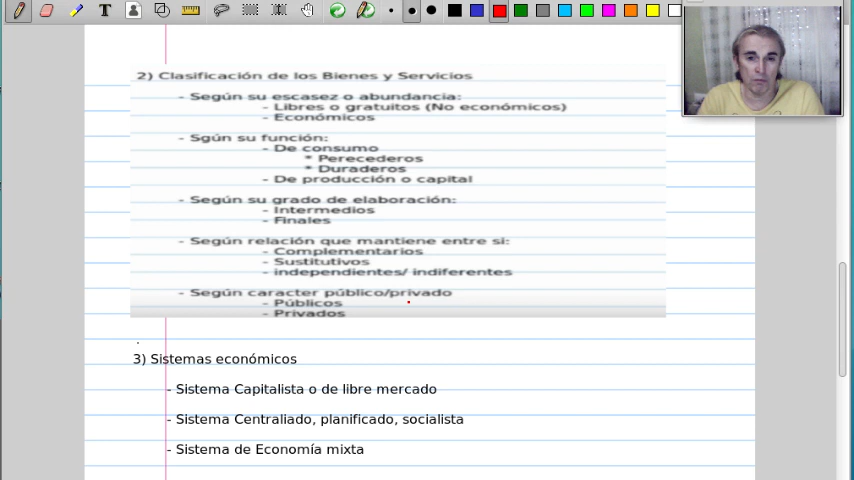 2) Clasificación de los Bienes y Servicios
- Según su escasez o abundancia:
- Libres o gratuitos (No económicos)
- Económicos
- Sgún su función:
- De consumo
* Perecederos
* Duraderos
- De producción o capital
- Según su grado de elaboración:
- Intermedios
- Finales
- Según relación que mantiene entre si:
- Complementarios
- Sustitutivos
- independientes/ indiferentes
- Según caracter público/privado
- Públicos
- Privados
3) Sistemas económicos
- Sistema Capitalista o de libre mercado
- Sistema Centraliado, planificado, socialista
- Sistema de Economía mixta